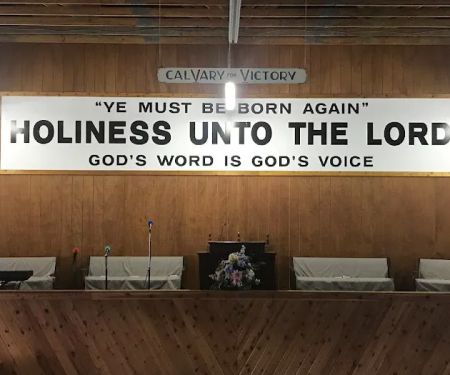 CALVARY FOR VICTORY
"YE MUST BE BORN AGAIN"
HOLINESS UNTO THE LORD
GOD'S WORD IS GOD'S VOICE